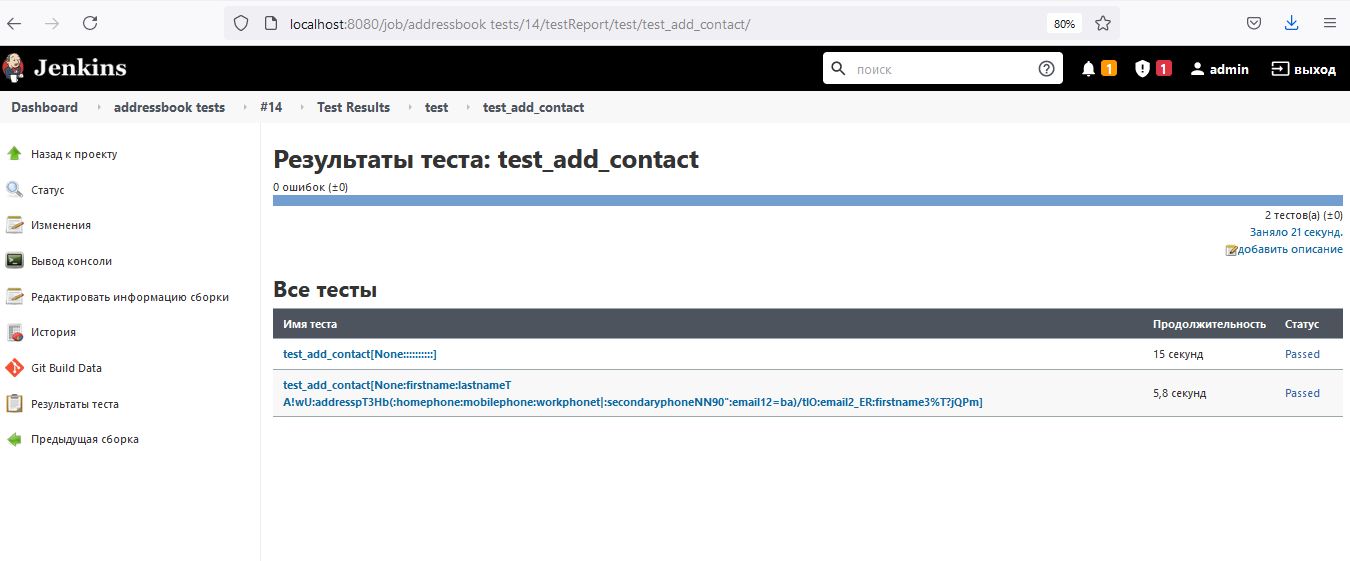 localhost:8080/job/addressbook tests/14/testReport/test/test_add_contact/
80%
Jenkins
поиск
1
1
admin
выход
Dashboard
addressbook tests
#14
Test Results
test
test_add_contact
Назад к проекту
Статус
Изменения
Вывод консоли
Редактировать информацию сборки
История
Git Build Data
Результаты теста
Предыдущая сборка
Результаты теста: test_add_contact
0 ошибок (±0)
2 тестов(а) (±0)
Заняло 21 секунд.
добавить описание
Все тесты
Имя теста Продолжительность Статус
test_add_contact[None::::::::::] 15 секунд Passed
test_add_contact[None:firstname:lastnameT
A!wU:addresspT3Hb(:homephone:mobilephone:workphonet|:secondaryphoneNN90":email12=ba)/tIO:email2_ER:firstname3%T?jQPm] 5,8 секунд Passed